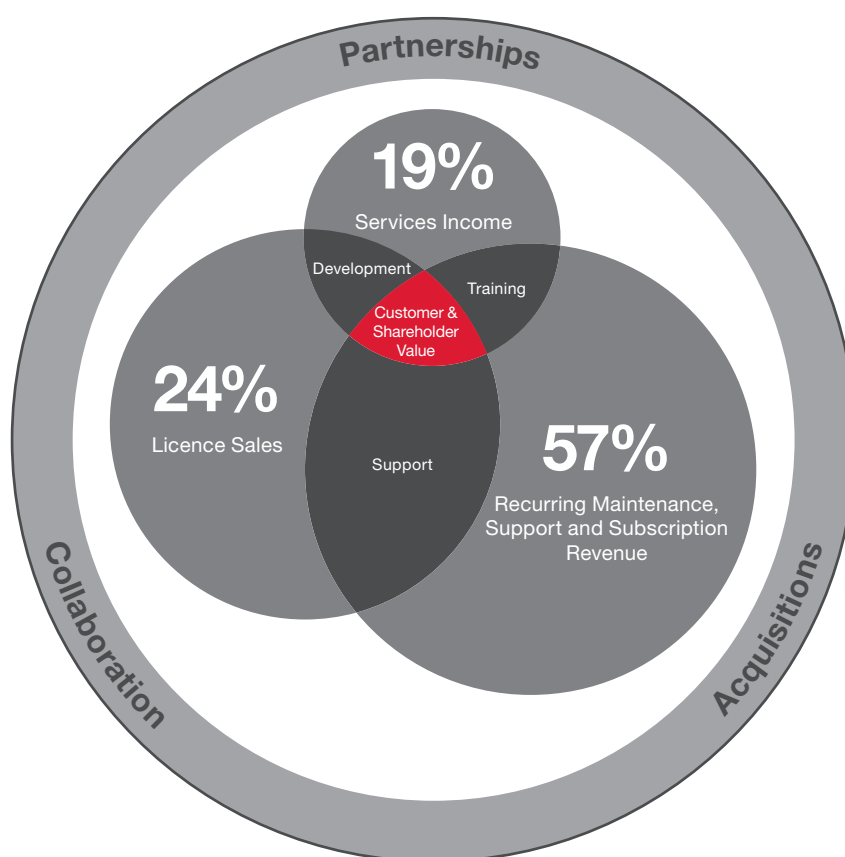 Partnerships
19%
Services Income
Development
Training
Customer &
Shareholder
Value
24%
Licence Sales
Support
57%
Recurring Maintenance,
Support and Subscription
Revenue
Collaboration
Acquisitions